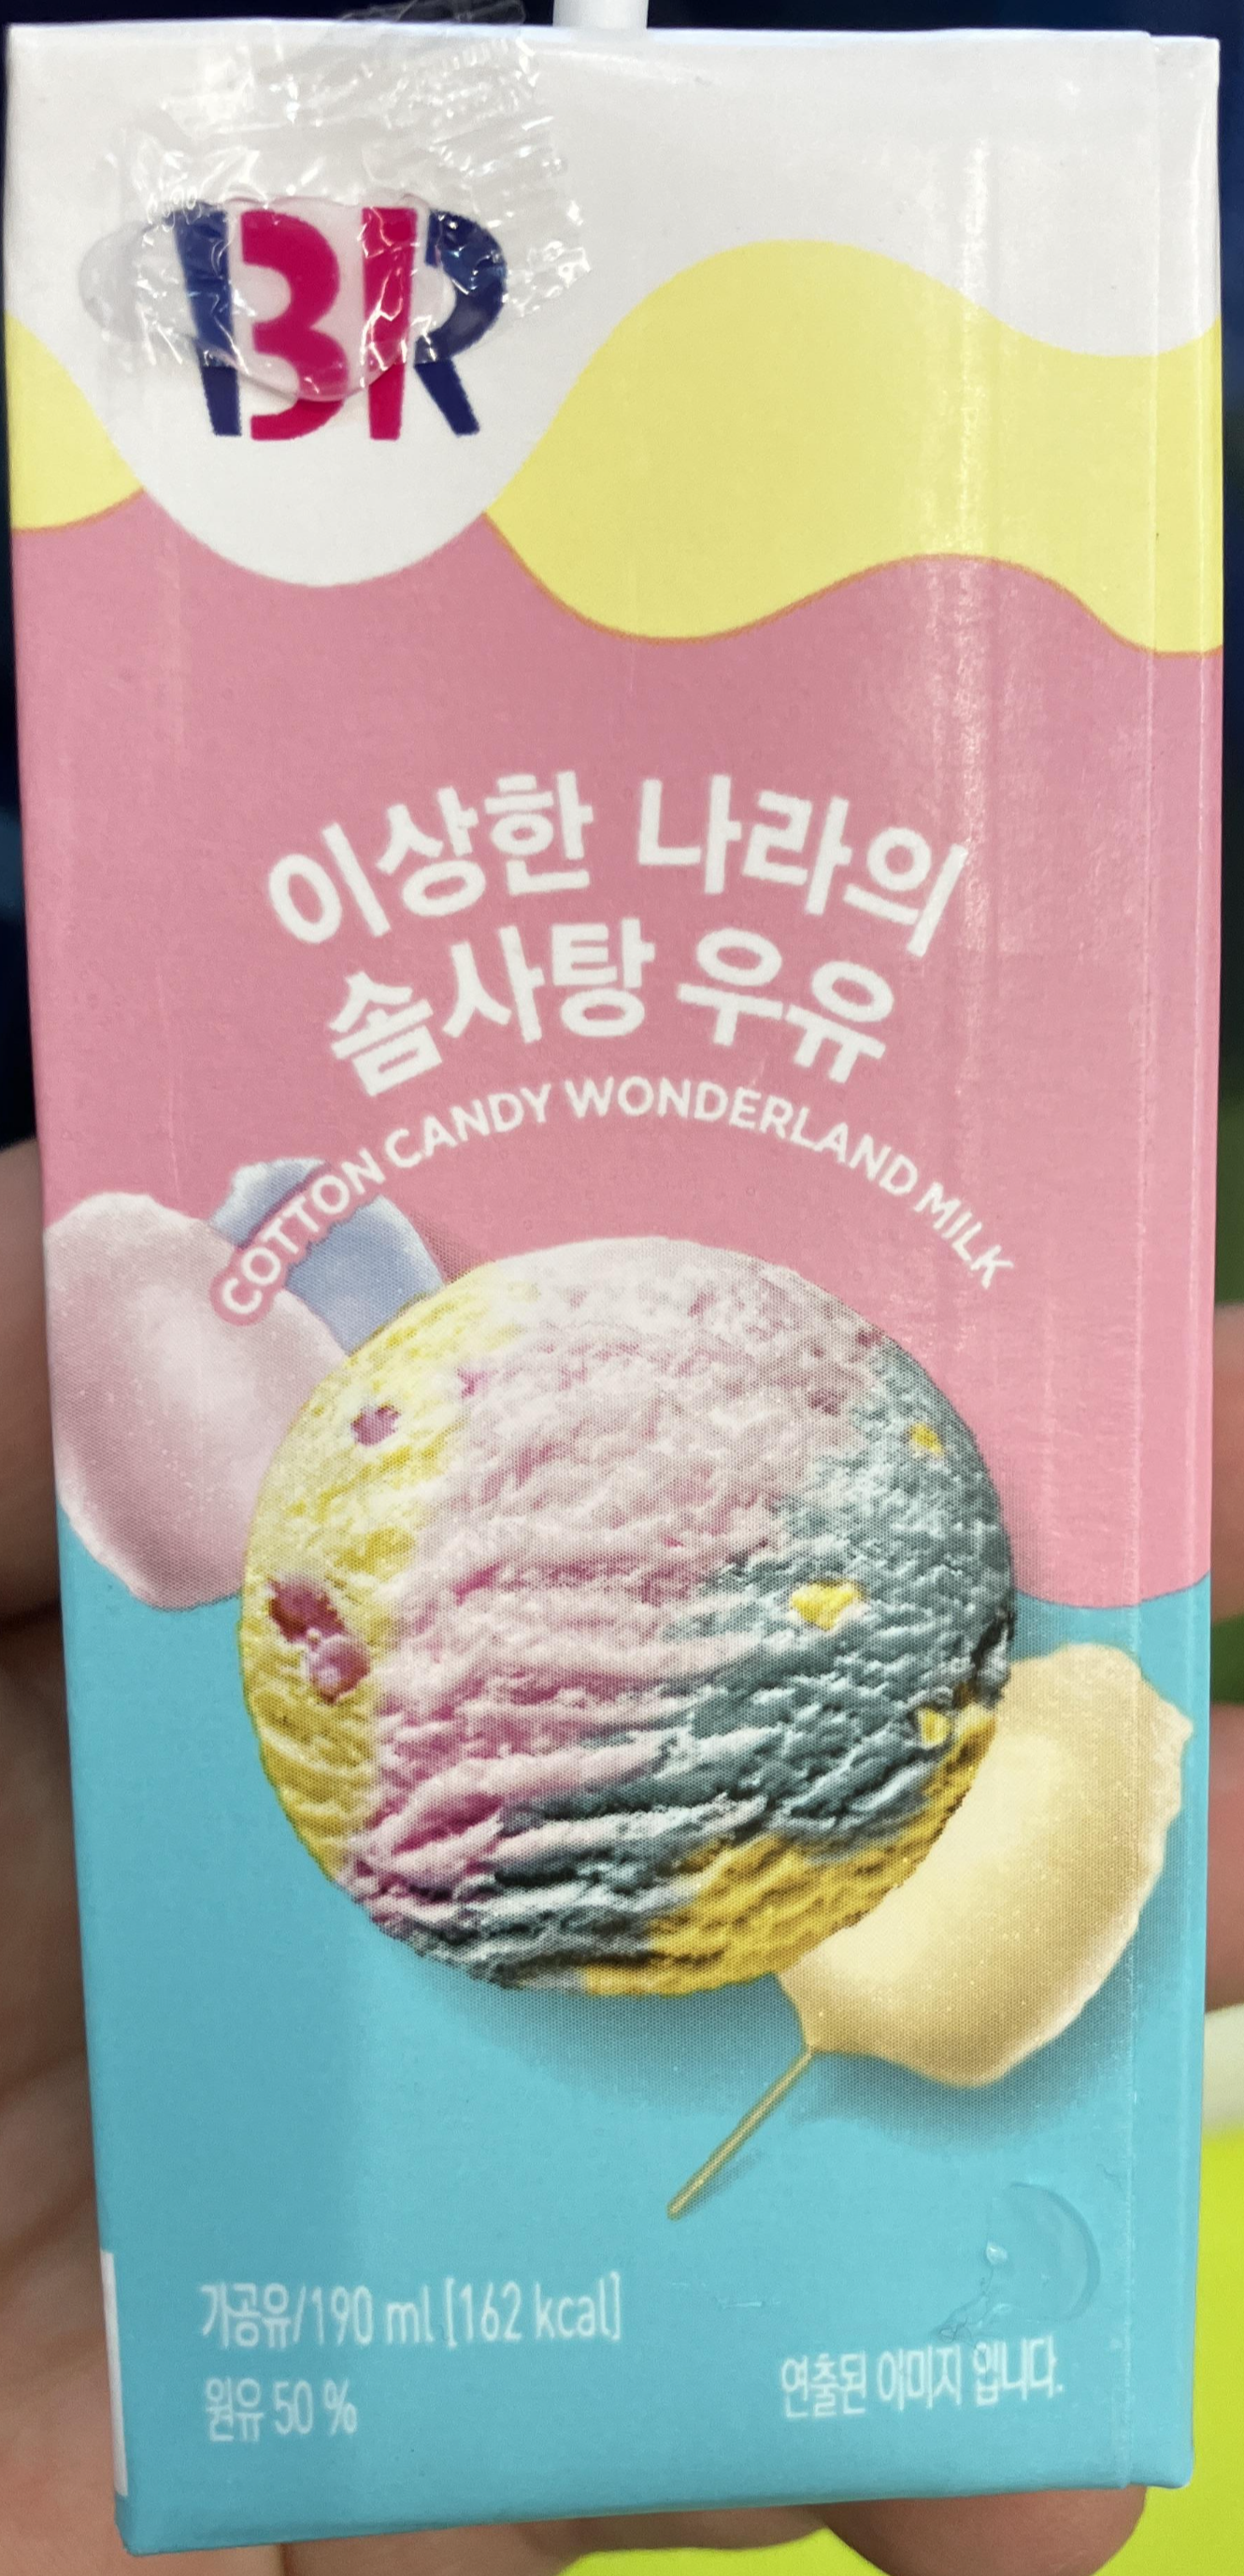 BR
이상한 나라의
솜사탕 우유
COTTON CANDY WONDERLAND MILK
가공유/190 ml [162 kcal]
원유 50 %
연출된 이미지 입니다.